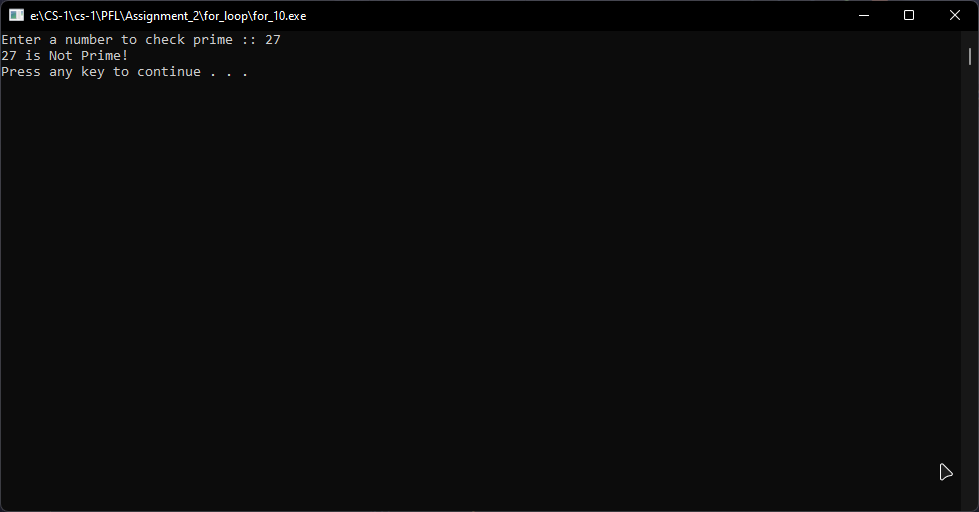 e:\CS-1\cs-1\PFL\Assignment_2\for_loop\for_10.exe
Enter a number to check prime :: 27
27 is Not Prime!
Press any key to continue . . .